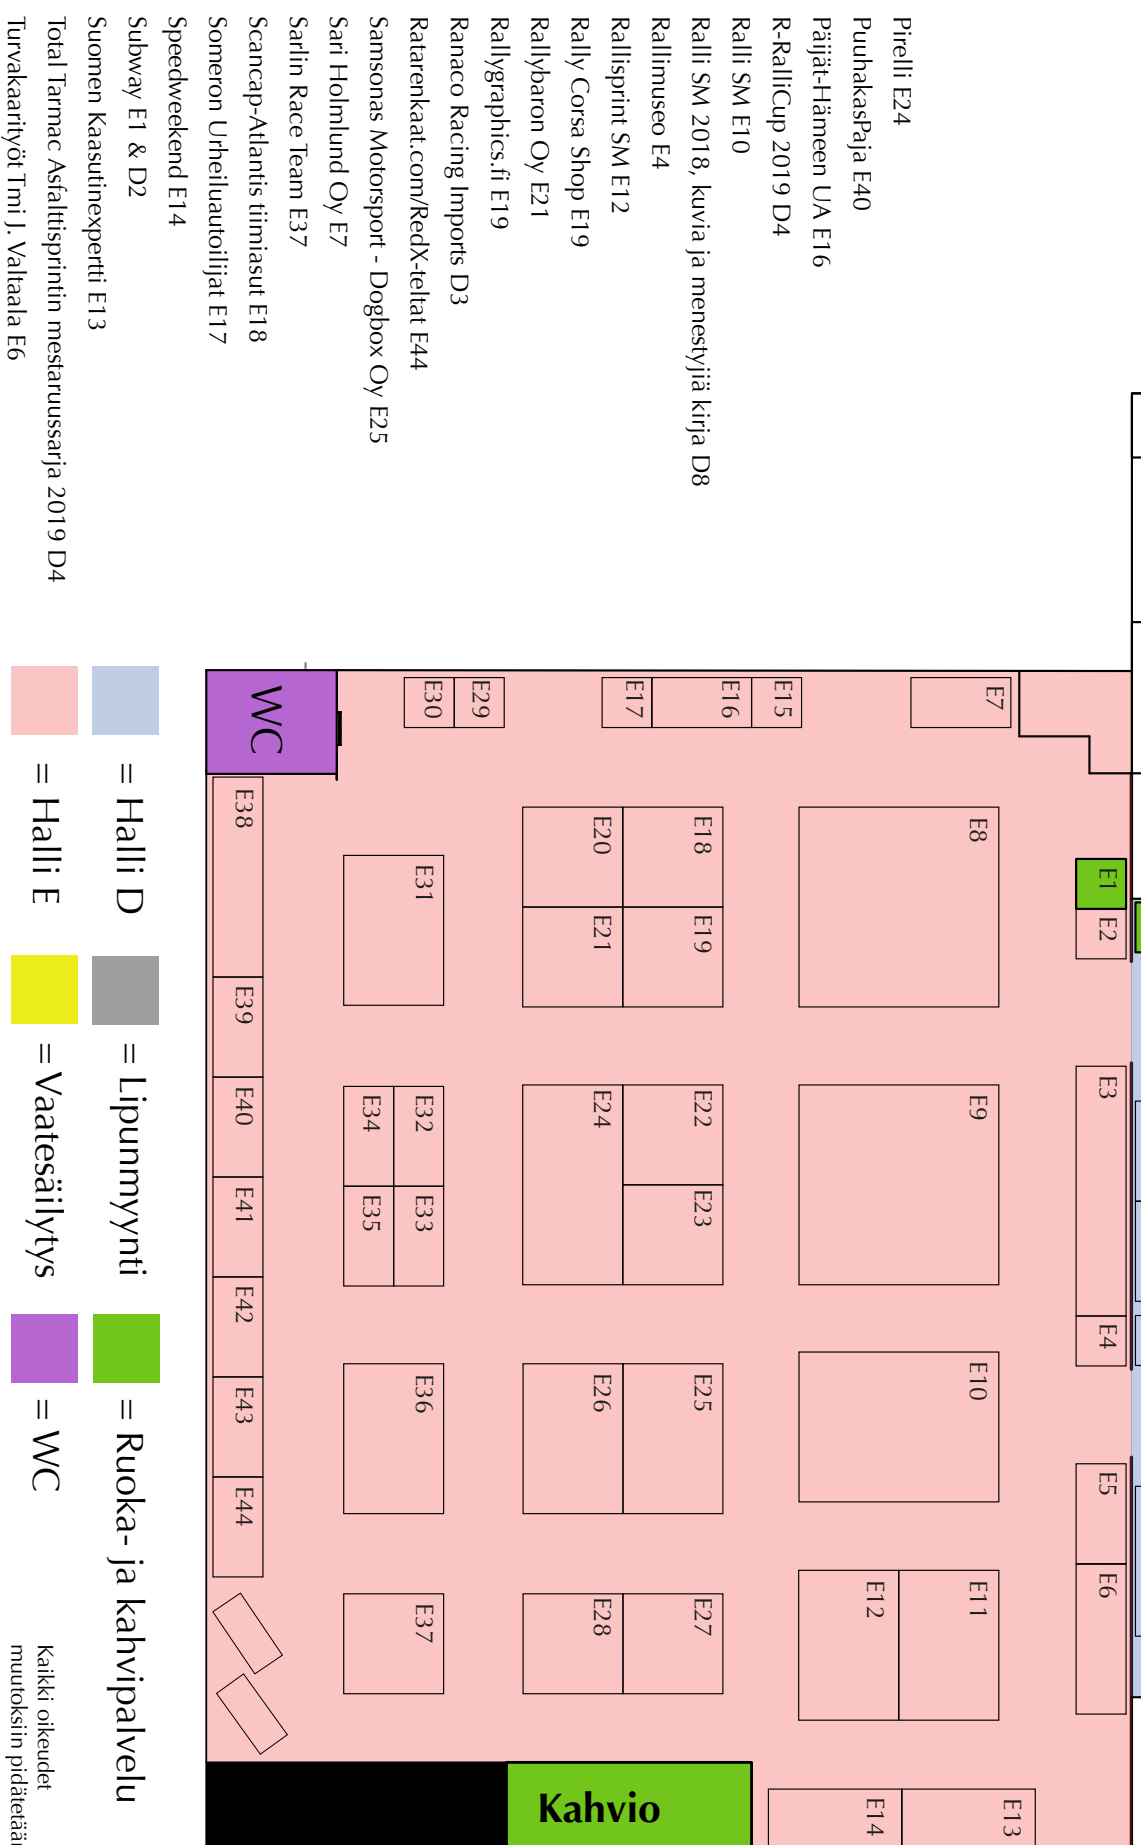 Pirelli E24
PuuhakasPaja E40
Päijät-Hämeen UA E16
R-RalliCup 2019 D4
Ralli SM E10
Ralli SM 2018, kuvia ja menestyjiä kirja D8
Rallimuseo E4
Rallisprint SM E12
Rally Corsa Shop E19
Rallybaron Oy E21
Rallygraphics.fi E19
Ranaco Racing Imports D3
Ratarenkaat.com/RedX-teltat E44
Samsonas Motorsport - Dogbox Oy E25
Sari Holmlund Oy E7
Sarlin Race Team E37
Scancap-Atlantis tiimiasut E18
Someron Urheiluautoilijat E17
Speedweekend E14
Subway E1 & D2
Suomen Kaasutinexpertti E13
Total Tarmac Asfalttisprintin mestaruussarja 2019 D4
Turvakaarityöt Tmi J. Valtaala E6
E1
E2
E3
E4
E5
E6
E7
E8
E9
E10
E11
E12
E13
E14
E15
E16
E17
E18
E19
E20
E21
E22
E23
E24
E25
E26
E27
E28
E29
E30
E31
E32
E33
E34
E35
E36
E37
E38
E39
E40
E41
E42
E43
E44
WC
Kahvio
= Halli D
= Lipunmyynti
= Ruoka- ja kahvipalvelu
= Halli E
= Vaatesäilytys
= WC
Kaikki oikeudet
muutoksiin